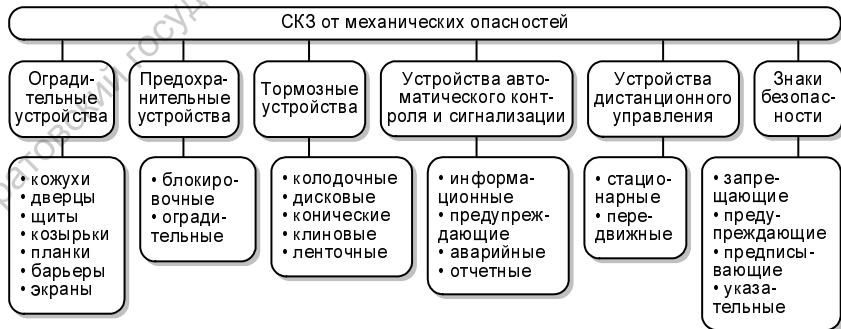 СКЗ от механических опасностей
Огради-
тельные
устройства
Предохра-
нительные
устройства
Тормозные
устройства
Устройства авто-
матического конт-
роля и сигнализации
Устройства
дистанционного
управления
Знаки
безопас-
ности
• кожухи
• дверцы
• щиты
• козырьки
• планки
• барьеры
• экраны
• блокиро-
вочные
• огради-
тельные
• колодочные
• дисковые
• конические
• клиновые
• ленточные
• информа-
ционные
• предупреж-
дающие
• аварийные
• отчетные
• стацио-
нарные
• пере-
движные
• запре-
щающие
• преду-
преждающие
• предписы-
вающие
• указа-
тельные